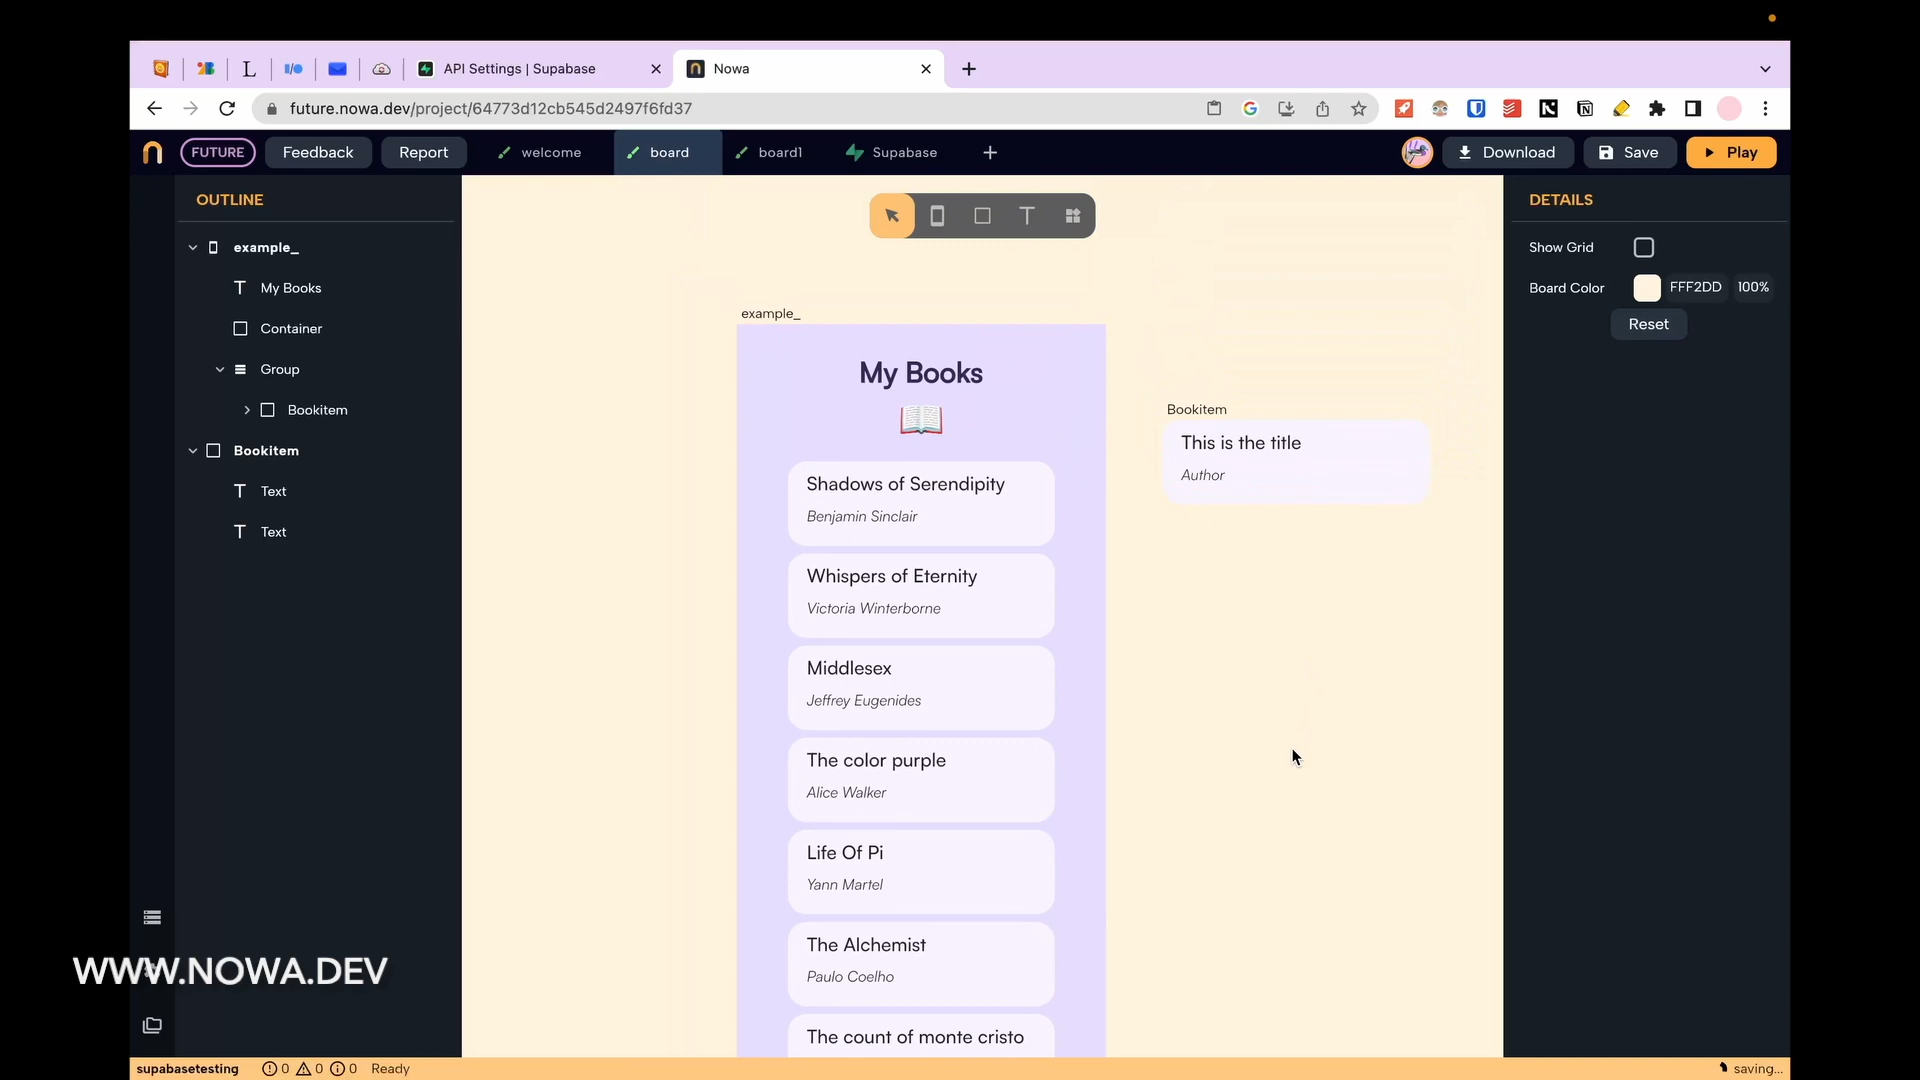 API Settings | Supabase
Nowa
future.nowa.dev/project/64773d12cb545d2497f6fd37
FUTURE
Feedback
Report
welcome
board
board1
Supabase
Download
Save
Play
OUTLINE
example_
My Books
Container
Group
Bookitem
Bookitem
Text
Text
example_
My Books
Shadows of Serendipity
Benjamin Sinclair
Whispers of Eternity
Victoria Winterborne
Middlesex
Jeffrey Eugenides
The color purple
Alice Walker
Life Of Pi
Yann Martel
The Alchemist
Paulo Coelho
The count of monte cristo
Bookitem
This is the title
Author
DETAILS
Show Grid
Board Color
FFF2DD
100%
Reset
WWW.NOWA.DEV
supabasetesting
0
0
0
Ready
saving...